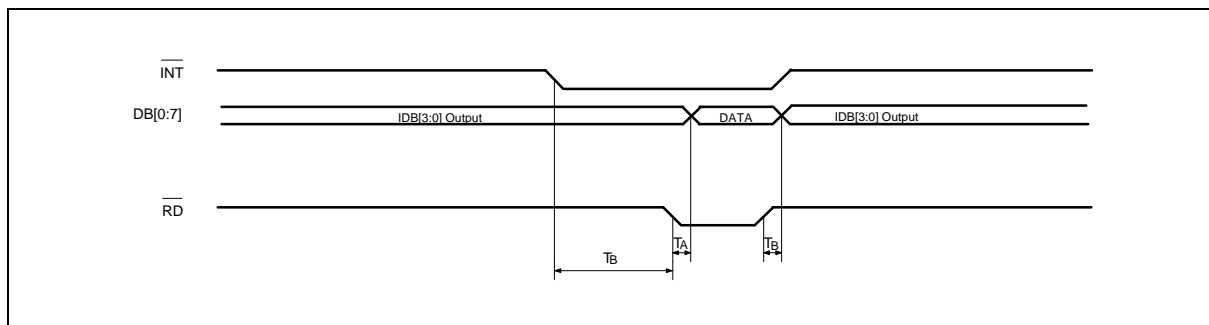 INT
DB[0:7]
IDB[3:0] Output
DATA
IDB[3:0] Output
RD
TA
TB
TB